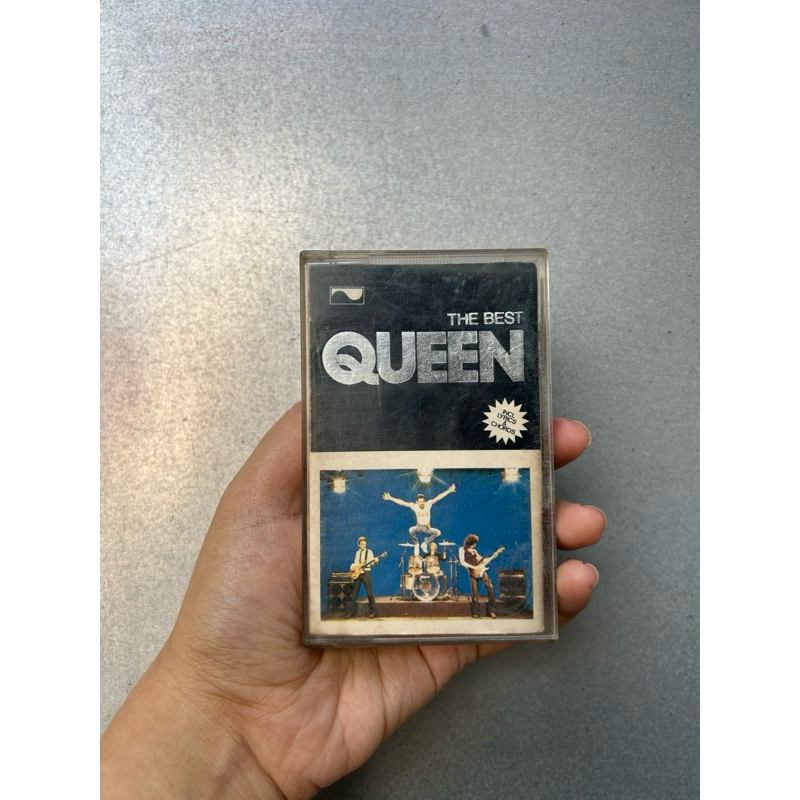 THE BEST
QUEEN
INCL
LYRICS
&
CHORDS